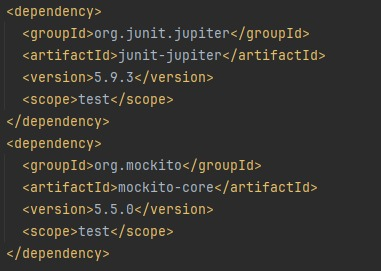 <dependency>
  <groupId>org.junit.jupiter</groupId>
  <artifactId>junit-jupiter</artifactId>
  <version>5.9.3</version>
  <scope>test</scope>
</dependency>
<dependency>
  <groupId>org.mockito</groupId>
  <artifactId>mockito-core</artifactId>
  <version>5.5.0</version>
  <scope>test</scope>
</dependency>